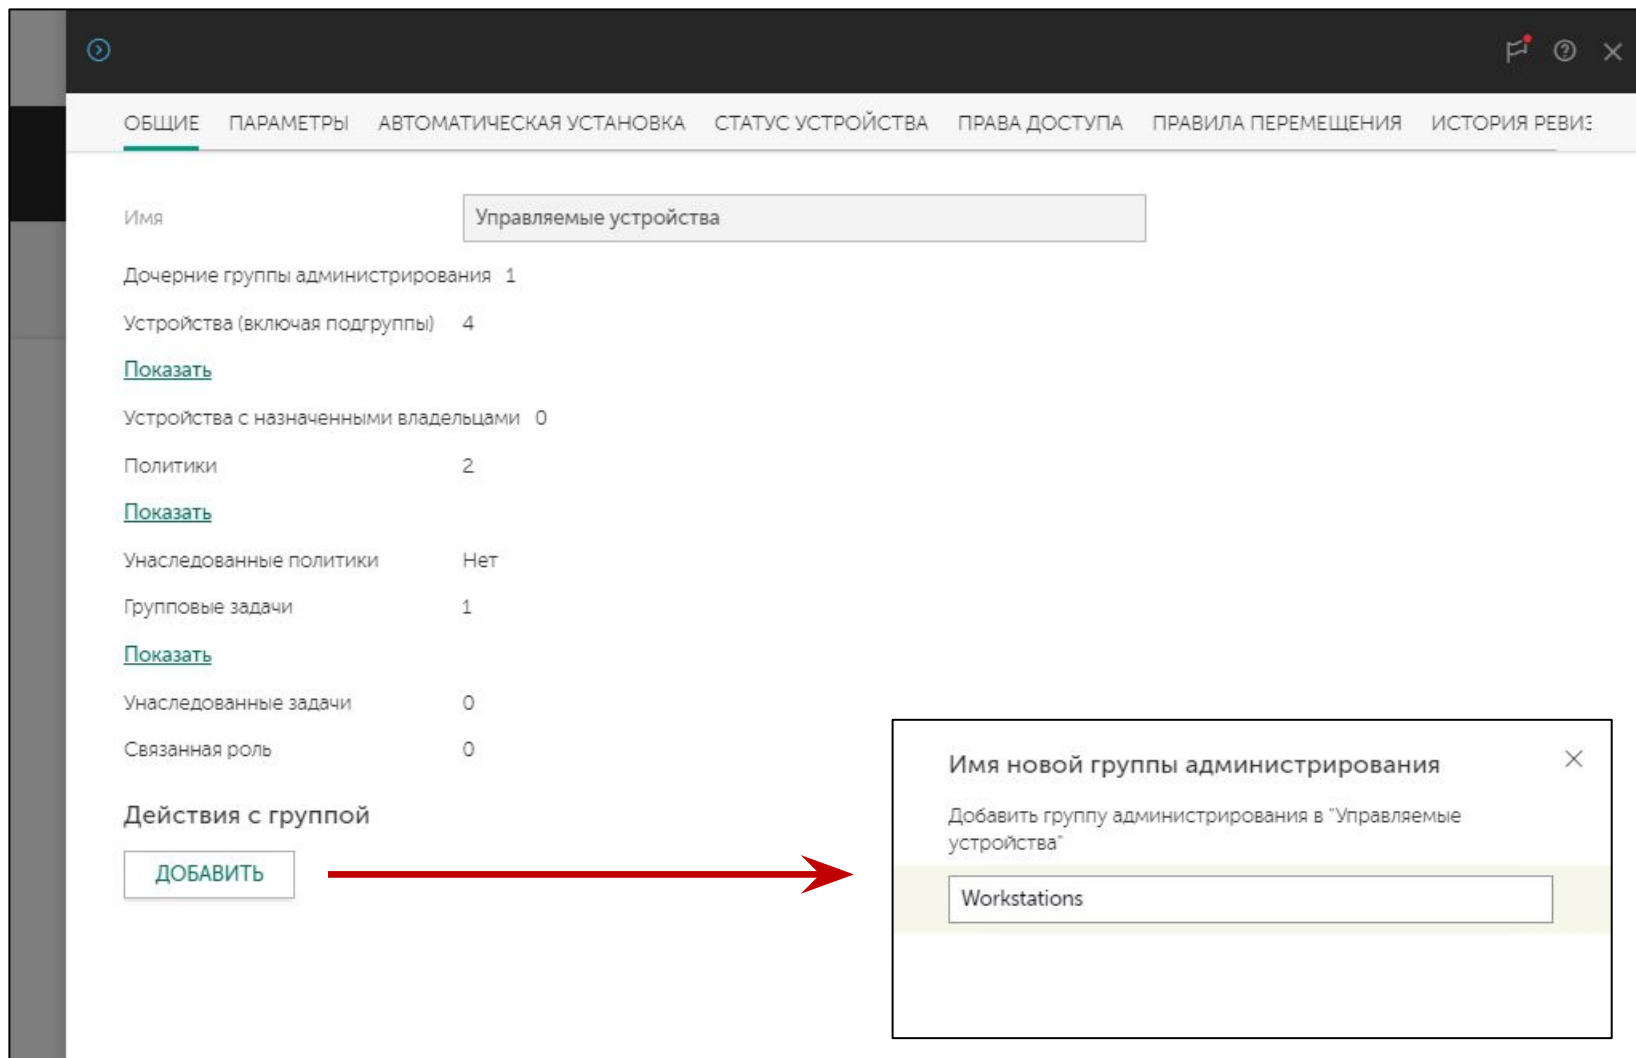 ОБЩИЕ ПАРАМЕТРЫ АВТОМАТИЧЕСКАЯ УСТАНОВКА СТАТУС УСТРОЙСТВА ПРАВА ДОСТУПА ПРАВИЛА ПЕРЕМЕЩЕНИЯ ИСТОРИЯ РЕВИЗ
Имя Управляемые устройства
Дочерние группы администрирования 1
Устройства (включая подгруппы) 4
Показать
Устройства с назначенными владельцами 0
Политики 2
Показать
Унаследованные политики Нет
Групповые задачи 1
Показать
Унаследованные задачи 0
Связанная роль 0
Действия с группой
ДОБАВИТЬ
Имя новой группы администрирования
Добавить группу администрирования в "Управляемые
устройства"
Workstations